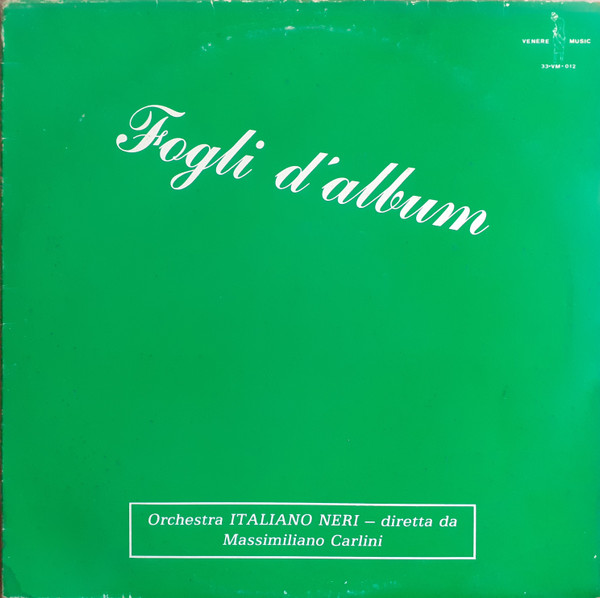 VENERE MUSIC
33-VM-012
Fogli d'album
Orchestra ITALIANO NERI – diretta da
Massimiliano Carlini